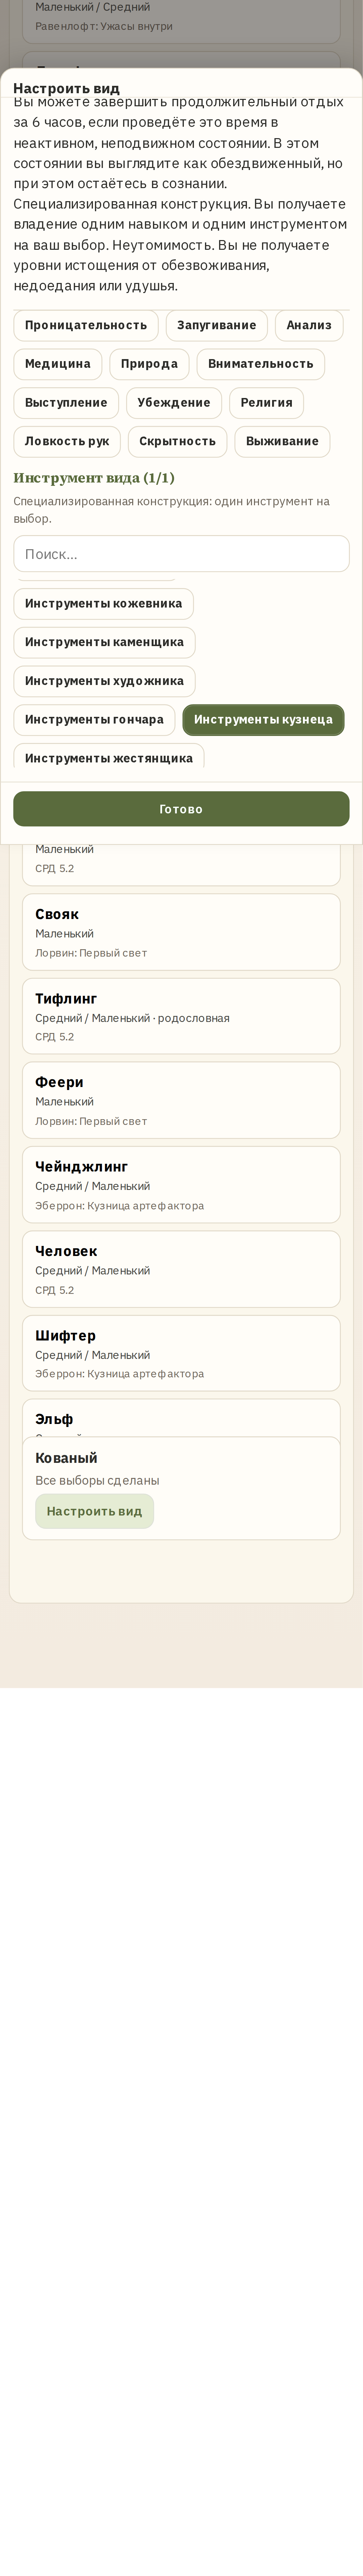 Маленький / Средний
Равенлофт: Ужасы внутри
Настроить вид
Вы можете завершить продолжительный отдых
за 6 часов, если проведёте это время в
неактивном, неподвижном состоянии. В этом
состоянии вы выглядите как обездвиженный, но
при этом остаётесь в сознании.
Специализированная конструкция. Вы получаете
владение одним навыком и одним инструментом
на ваш выбор. Неутомимость. Вы не получаете
уровни истощения от обезвоживания,
недоедания или удушья.
Проницательность Запугивание Анализ
Медицина Природа Внимательность
Выступление Убеждение Религия
Ловкость рук Скрытность Выживание
Инструмент вида (1/1)
Специализированная конструкция: один инструмент на
выбор.
Поиск...
Инструменты кожевника
Инструменты каменщика
Инструменты художника
Инструменты гончара Инструменты кузнеца
Инструменты жестянщика
Готово
Маленький
СРД 5.2
Свояк
Маленький
Лорвин: Первый свет
Тифлинг
Средний / Маленький · родословная
СРД 5.2
Феери
Маленький
Лорвин: Первый свет
Чейнджлинг
Средний / Маленький
Эберрон: Кузница артефактора
Человек
Средний / Маленький
СРД 5.2
Шифтер
Средний / Маленький
Эберрон: Кузница артефактора
Эльф
Кованый
Все выборы сделаны
Настроить вид